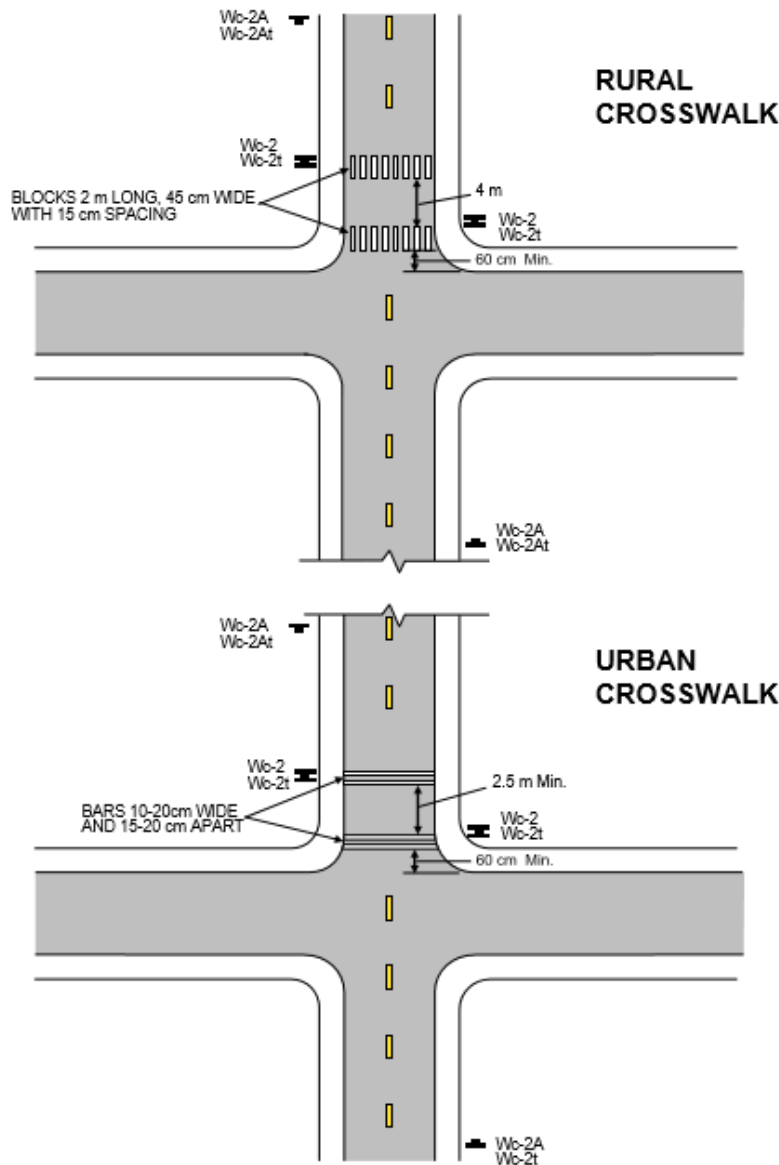 Wc-2A
Wc-2At
RURAL
CROSSWALK
Wc-2
Wc-2t
BLOCKS 2 m LONG, 45 cm WIDE
WITH 15 cm SPACING
4 m
Wc-2
Wc-2t
60 cm Min.
Wc-2A
Wc-2At
Wc-2A
Wc-2At
URBAN
CROSSWALK
Wc-2
Wc-2t
BARS 10-20cm WIDE
AND 15-20 cm APART
2.5 m Min.
Wc-2
Wc-2t
60 cm Min.
Wc-2A
Wc-2t